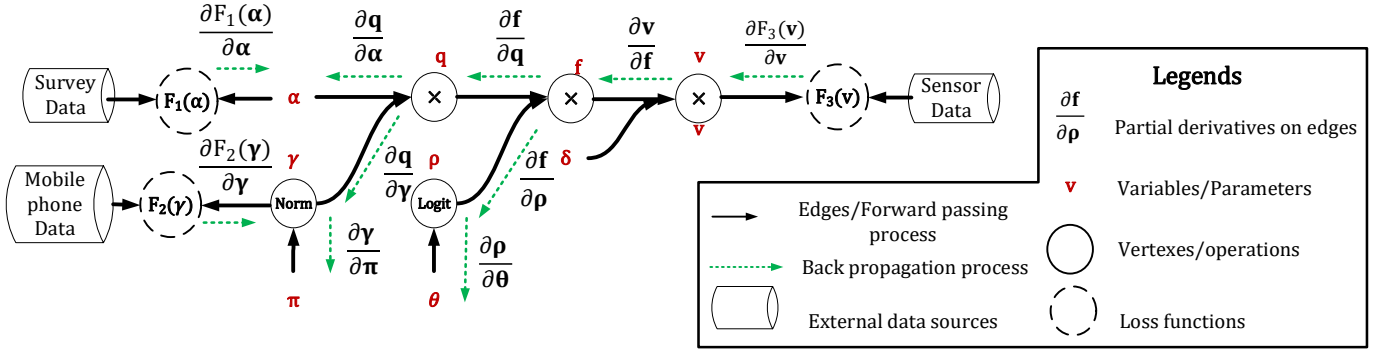 ∂F₁(α)
∂α
∂q
∂α
∂f
∂q
∂v
∂f
∂F₃(v)
∂v
q
f
v
Survey
Data
F₁(α)
α
×
×
×
F₃(v)
Sensor
Data
v
∂F₂(γ)
∂γ
γ
∂q
∂γ
ρ
∂f
∂ρ
δ
Mobile
phone
Data
F₂(γ)
Norm
Logit
∂γ
∂π
∂ρ
∂θ
π
θ
Legends
∂f
∂ρ
Partial derivatives on edges
v
Variables/Parameters
Edges/Forward passing
process
Vertexes/operations
Back propagation process
External data sources
Loss functions